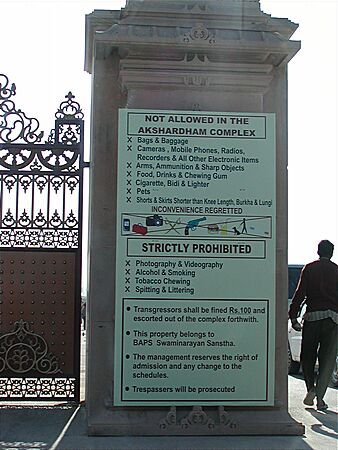 NOT ALLOWED IN THE
AKSHARDHAM COMPLEX
X Bags & Baggage
X Cameras , Mobile Phones, Radios,
Recorders & All Other Electronic Items
X Arms, Ammunition & Sharp Objects
X Food, Drinks & Chewing Gum
X Cigarette, Bidi & Lighter
X Pets
X Shorts & Skirts Shorter than Knee Length, Burkha & Lungi
INCONVENIENCE REGRETTED
STRICTLY PROHIBITED
X Photography & Videography
X Alcohol & Smoking
X Tobacco Chewing
X Spitting & Littering
• Transgressors shall be fined Rs.100 and
escorted out of the complex forthwith.
• This property belongs to
BAPS Swaminarayan Sanstha.
• The management reserves the right of
admission and any change to the
schedules.
• Trespassers will be prosecuted